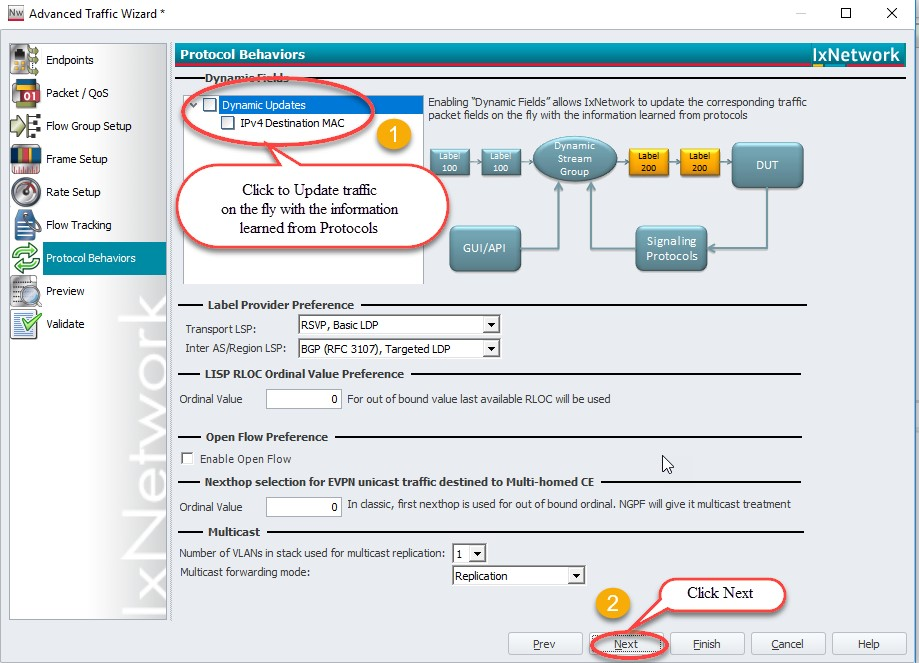 Nw Advanced Traffic Wizard *
Endpoints
Packet / QoS
Flow Group Setup
Frame Setup
Rate Setup
Flow Tracking
Protocol Behaviors
Preview
Validate
IxNetwork
Protocol Behaviors
IxNetwork
Dynamic Fields
Dynamic Updates
IPv4 Destination MAC
1
Click to Update traffic
on the fly with the information
learned from Protocols
Enabling "Dynamic Fields" allows IxNetwork to update the corresponding traffic
packet fields on the fly with the information learned from protocols
Label
100
Label
100
Dynamic
Stream
Group
Label
200
Label
200
DUT
GUI/API
Signaling
Protocols
Label Provider Preference
Transport LSP: RSVP, Basic LDP
Inter AS/Region LSP: BGP (RFC 3107), Targeted LDP
LISP RLOC Ordinal Value Preference
Ordinal Value 0 For out of bound value last available RLOC will be used
Open Flow Preference
Enable Open Flow
Nexthop selection for EVPN unicast traffic destined to Multi-homed CE
Ordinal Value 0 In classic, first nexthop is used for out of bound ordinal. NGPF will give it multicast treatment
Multicast
Number of VLANs in stack used for multicast replication: 1
Multicast forwarding mode: Replication
2
Click Next
Prev Next Finish Cancel Help